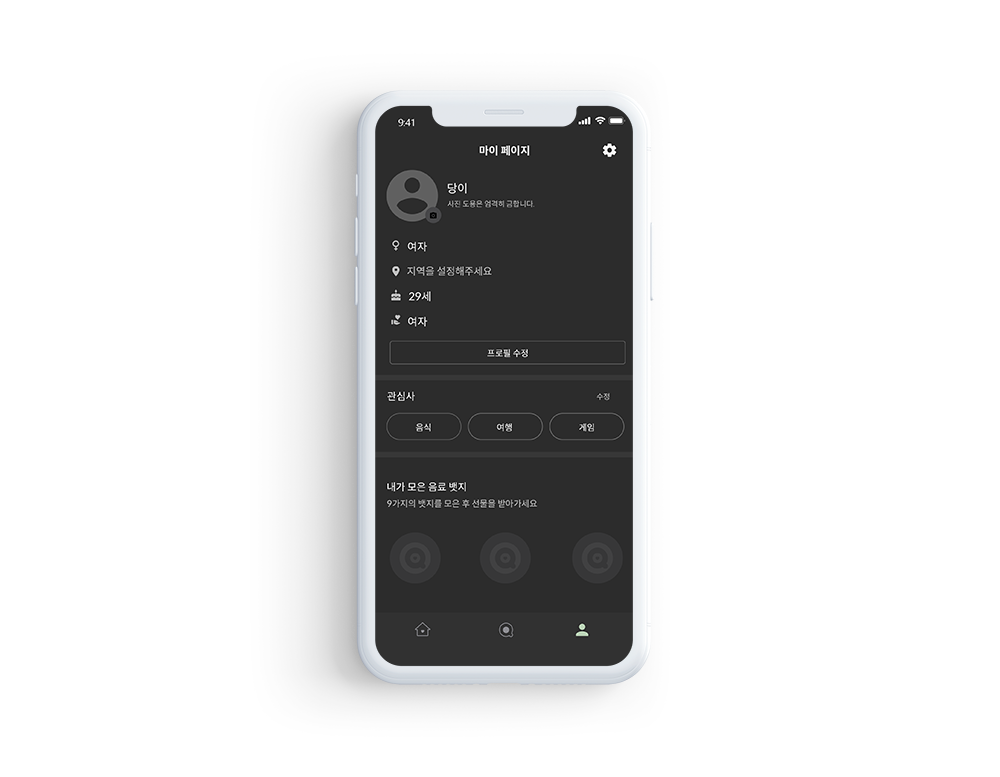 9:41
마이 페이지
당이
사진 도용은 엄격히 금합니다.
여자
지역을 설정해주세요
29세
여자
프로필 수정
관심사
수정
음식
여행
게임
내가 모은 음료 뱃지
9가지의 뱃지를 모은 후 선물을 받아가세요